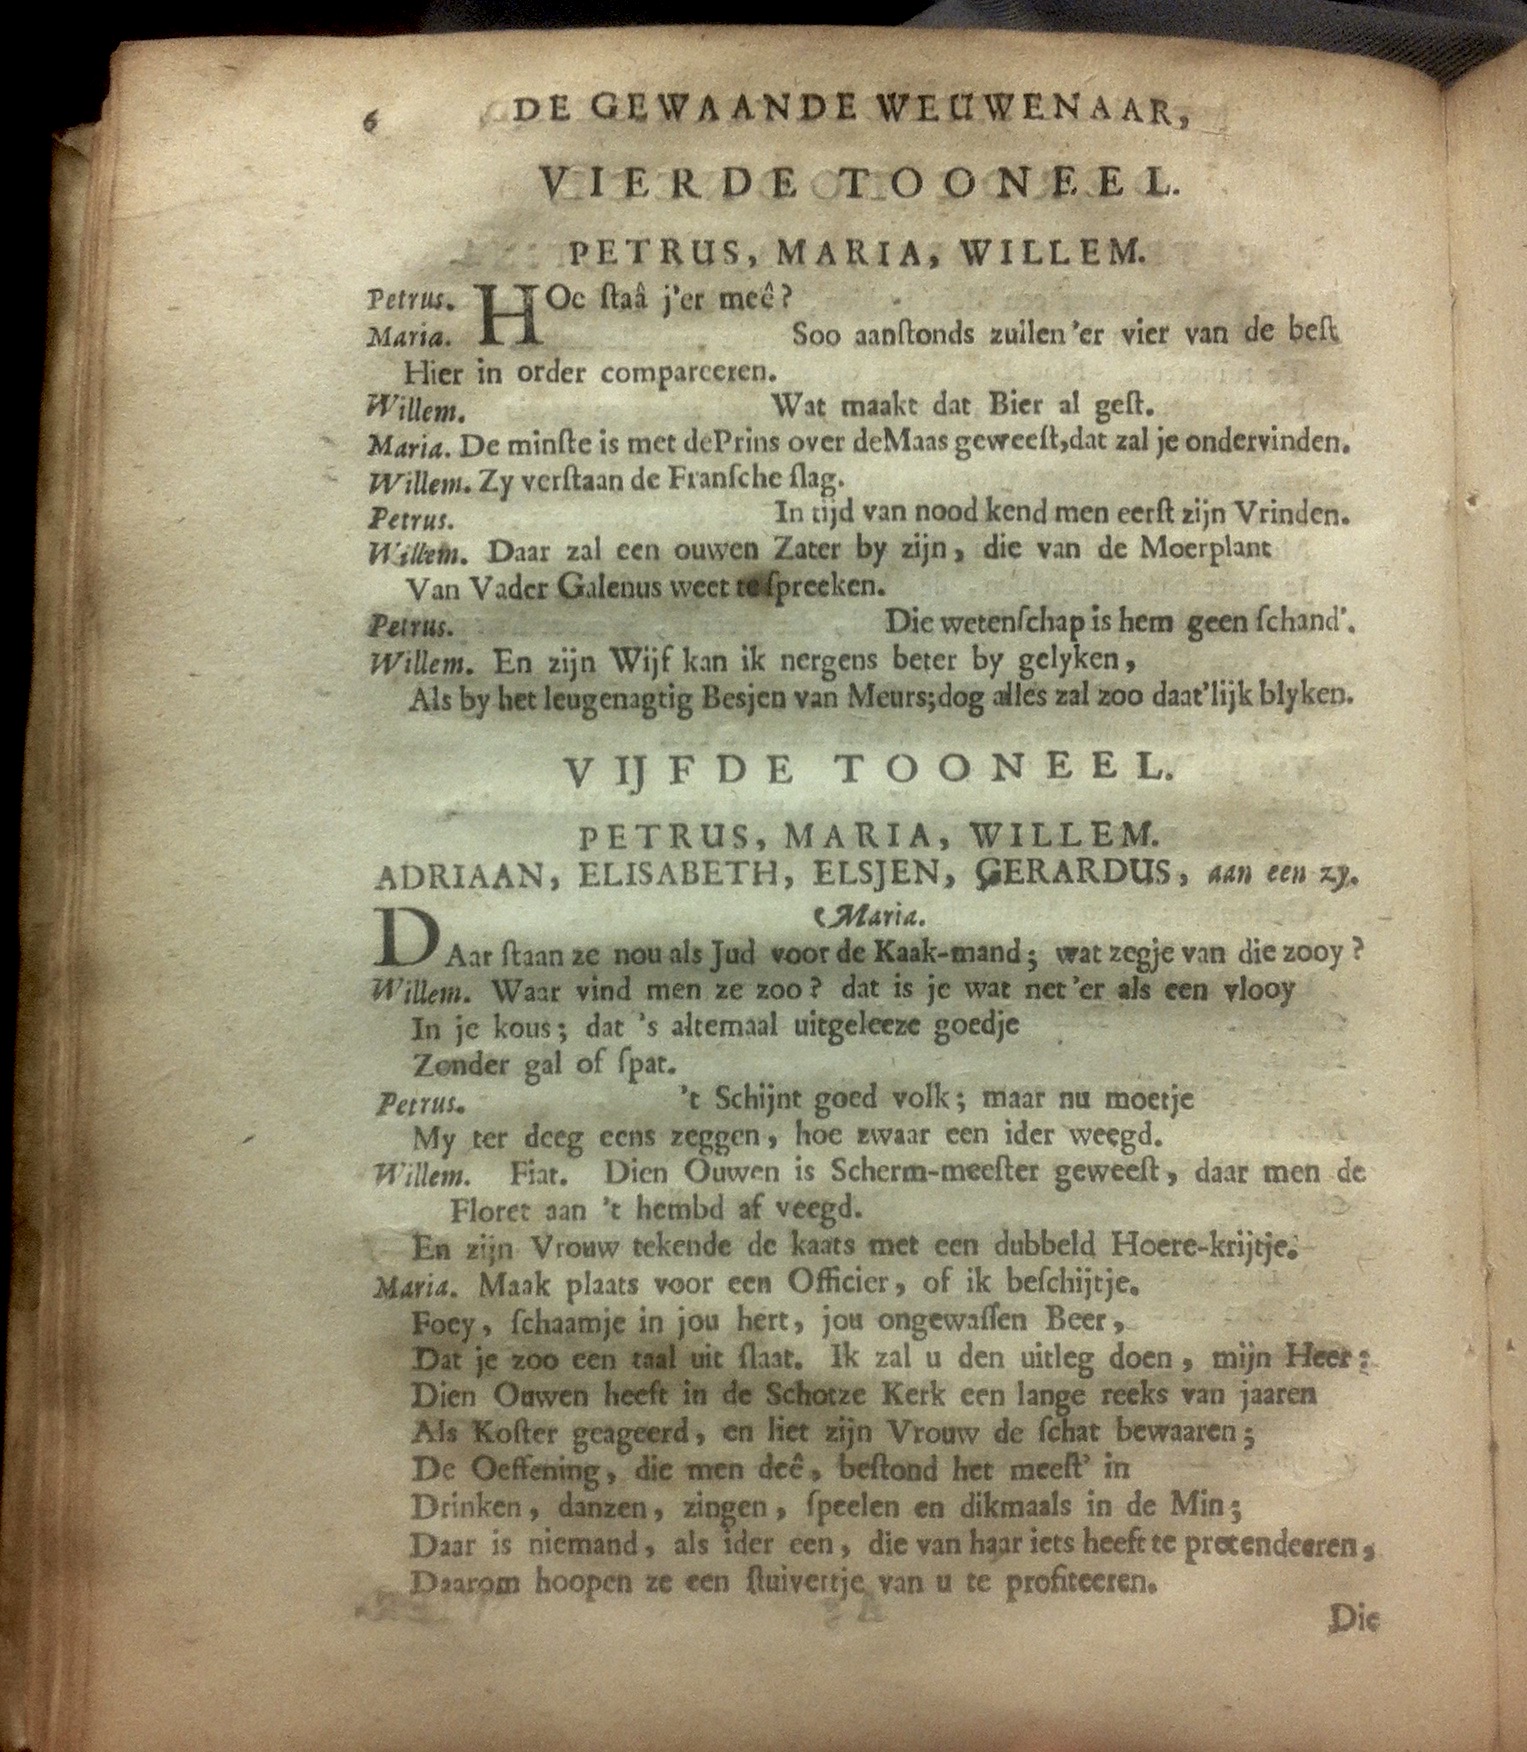 6 DE GEWAANDE WEUWENAAR,
VIERDE TOONEEL.
PETRUS, MARIA, WILLEM.
Petrus. HOe ſtaâ j'er meê?
Maria. Soo aanſtonds zullen 'er vier van de beſt
Hier in order compareeren.
Willem. Wat maakt dat Bier al geſt.
Maria. De minſte is met de Prins over de Maas geweeſt, dat zal je ondervinden.
Willem. Zy verſtaan de Franſche ſlag.
Petrus. In tijd van nood kend men eerſt zijn Vrinden.
Willem. Daar zal een ouwen Zater by zijn, die van de Moerplant
Van Vader Galenus weet te ſpreeken.
Petrus. Die wetenſchap is hem geen ſchand'.
Willem. En zijn Wijf kan ik nergens beter by gelyken,
Als by het leugenagtig Besjen van Meurs; dog alles zal zoo daat'lijk blyken.
VIJFDE TOONEEL.
PETRUS, MARIA, WILLEM.
ADRIAAN, ELISABETH, ELSJEN, GERARDUS, aan een zy.
Maria.
DAar ſtaan ze nou als Jud voor de Kaak-mand; wat zegje van die zooy?
Willem. Waar vind men ze zoo? dat is je wat net'er als een vlooy
In je kous; dat 's altemaal uitgeleeze goedje
Zonder gal of ſpat.
Petrus. 't Schijnt goed volk; maar nu moetje
My ter deeg eens zeggen, hoe zwaar een ider weegd.
Willem. Fiat. Dien Ouwen is Scherm-meeſter geweeſt, daar men de
Floret aan 't hembd af veegd.
En zijn Vrouw tekende de kaats met een dubbeld Hoere-krijtje.
Maria. Maak plaats voor een Officier, of ik beſchijtje.
Foey, ſchaamje in jou hert, jou ongewaſſen Beer,
Dat je zoo een taal uit ſlaat. Ik zal u den uitleg doen, mijn Heer:
Dien Ouwen heeft in de Schotze Kerk een lange reeks van jaaren
Als Koſter geageerd, en liet zijn Vrouw de ſchat bewaaren;
De Oeffening, die men deê, beſtond het meeſt' in
Drinken, danzen, zingen, ſpeelen en dikmaals in de Min;
Daar is niemand, als ider een, die van haar iets heeft te pretendeeren,
Daarom hoopen ze een ſtuivertje van u te profiteeren.
Die